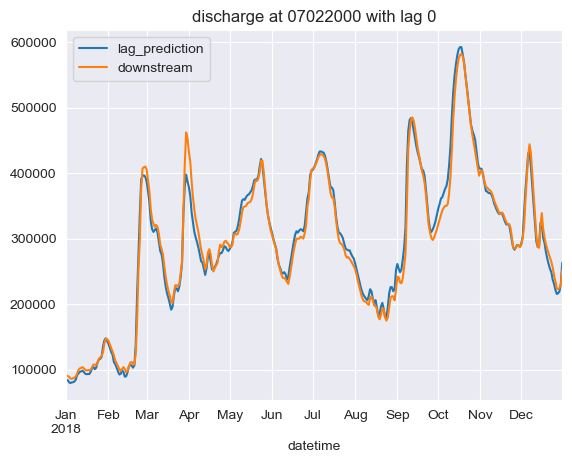 discharge at 07022000 with lag 0
600000
500000
400000
300000
200000
100000
lag_prediction
downstream
Jan Feb Mar Apr May Jun Jul Aug Sep Oct Nov Dec
2018
datetime